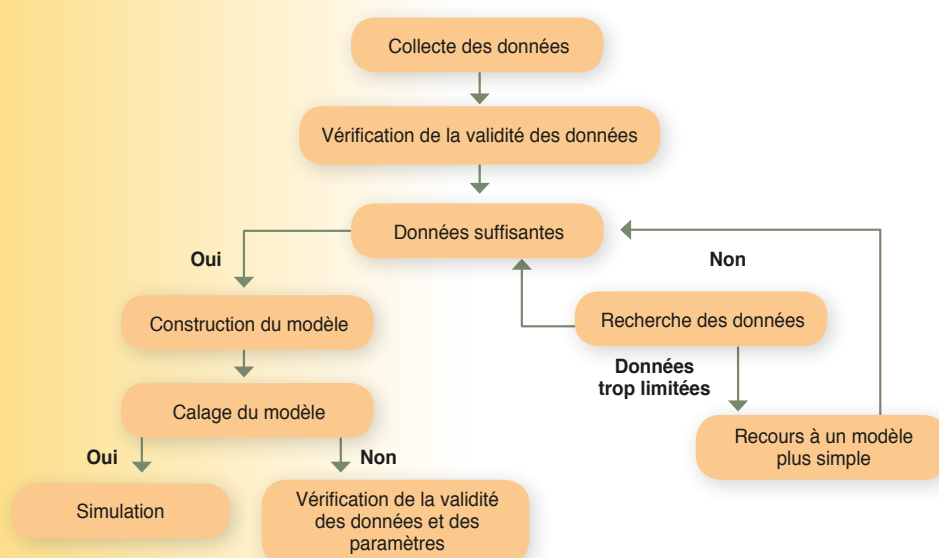 Collecte des données
Vérification de la validité des données
Données suffisantes
Oui
Non
Construction du modèle
Recherche des données
Données
trop limitées
Calage du modèle
Recours à un modèle
plus simple
Oui
Non
Simulation
Vérification de la validité
des données et des
paramètres